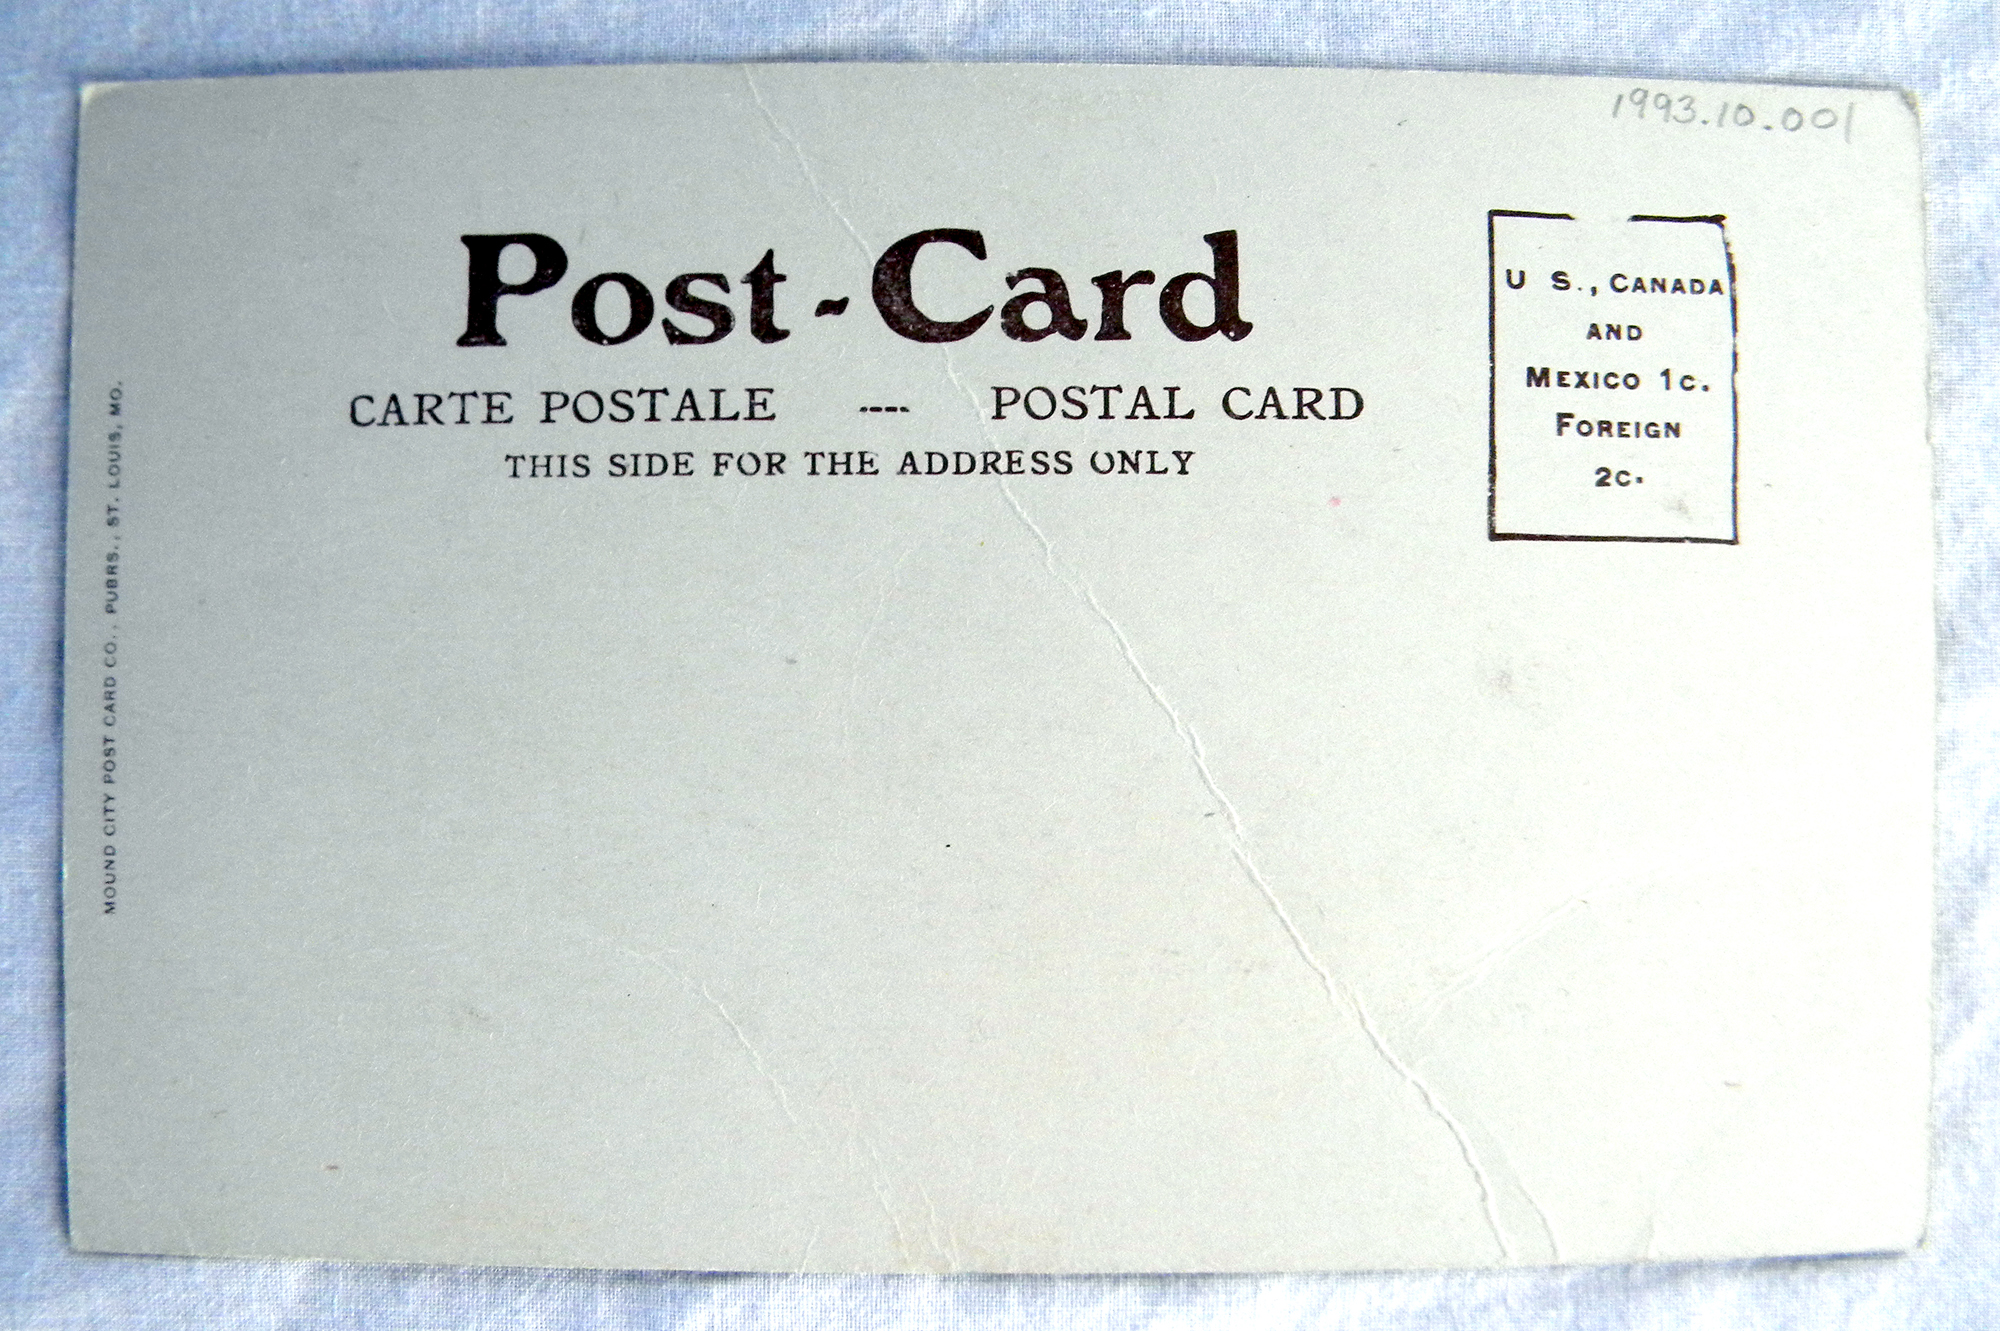 1993.10.001
Post-Card
CARTE POSTALE ---- POSTAL CARD
THIS SIDE FOR THE ADDRESS ONLY
U S., CANADA
AND
MEXICO 1c.
FOREIGN
2c.
MOUND CITY POST CARD CO., PUBRS., ST. LOUIS, MO.